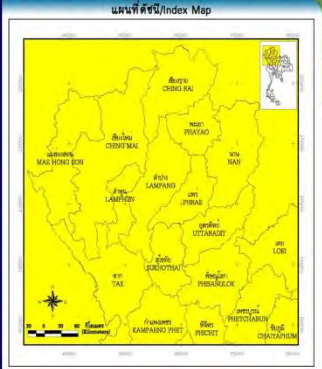 แผนที่ดัชนี/Index Map
เชียงราย
CHING RAI
พะเยา
PHAYAO
เชียงใหม่
CHING MAI
แม่ฮ่องสอน
MAE HONG SON
น่าน
NAN
ลำปาง
LAMPANG
ลำพูน
LAMPHUN
แพร่
PHRAE
อุตรดิตถ์
UTTARADIT
เลย
LOEI
สุโขทัย
SUKHOTHAI
ตาก
TAK
พิษณุโลก
PHISANULOK
เพชรบูรณ์
PHETCHABUN
กำแพงเพชร
KAMPAENG PHET
พิจิตร
PHICHIT
ชัยภูมิ
CHAIYAPHUM
กิโลเมตร
(Kilometers)